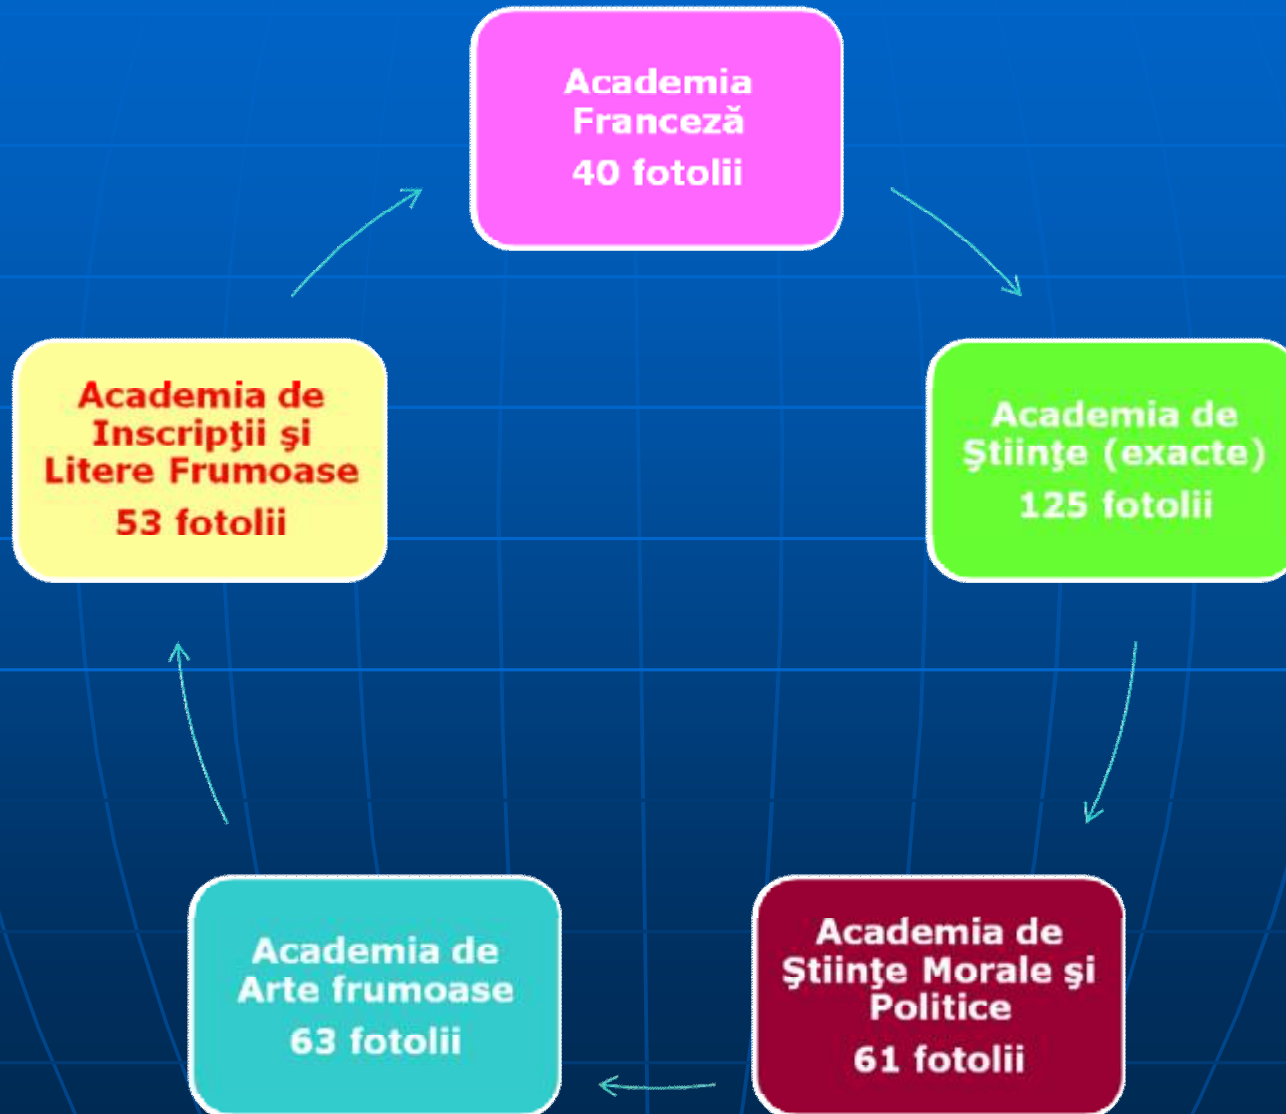 Academia
Franceză
40 fotolii
Academia de
Ştiinţe (exacte)
125 fotolii
Academia de
Ştiinţe Morale şi
Politice
61 fotolii
Academia de
Arte frumoase
63 fotolii
Academia de
Inscripţii şi
Litere Frumoase
53 fotolii